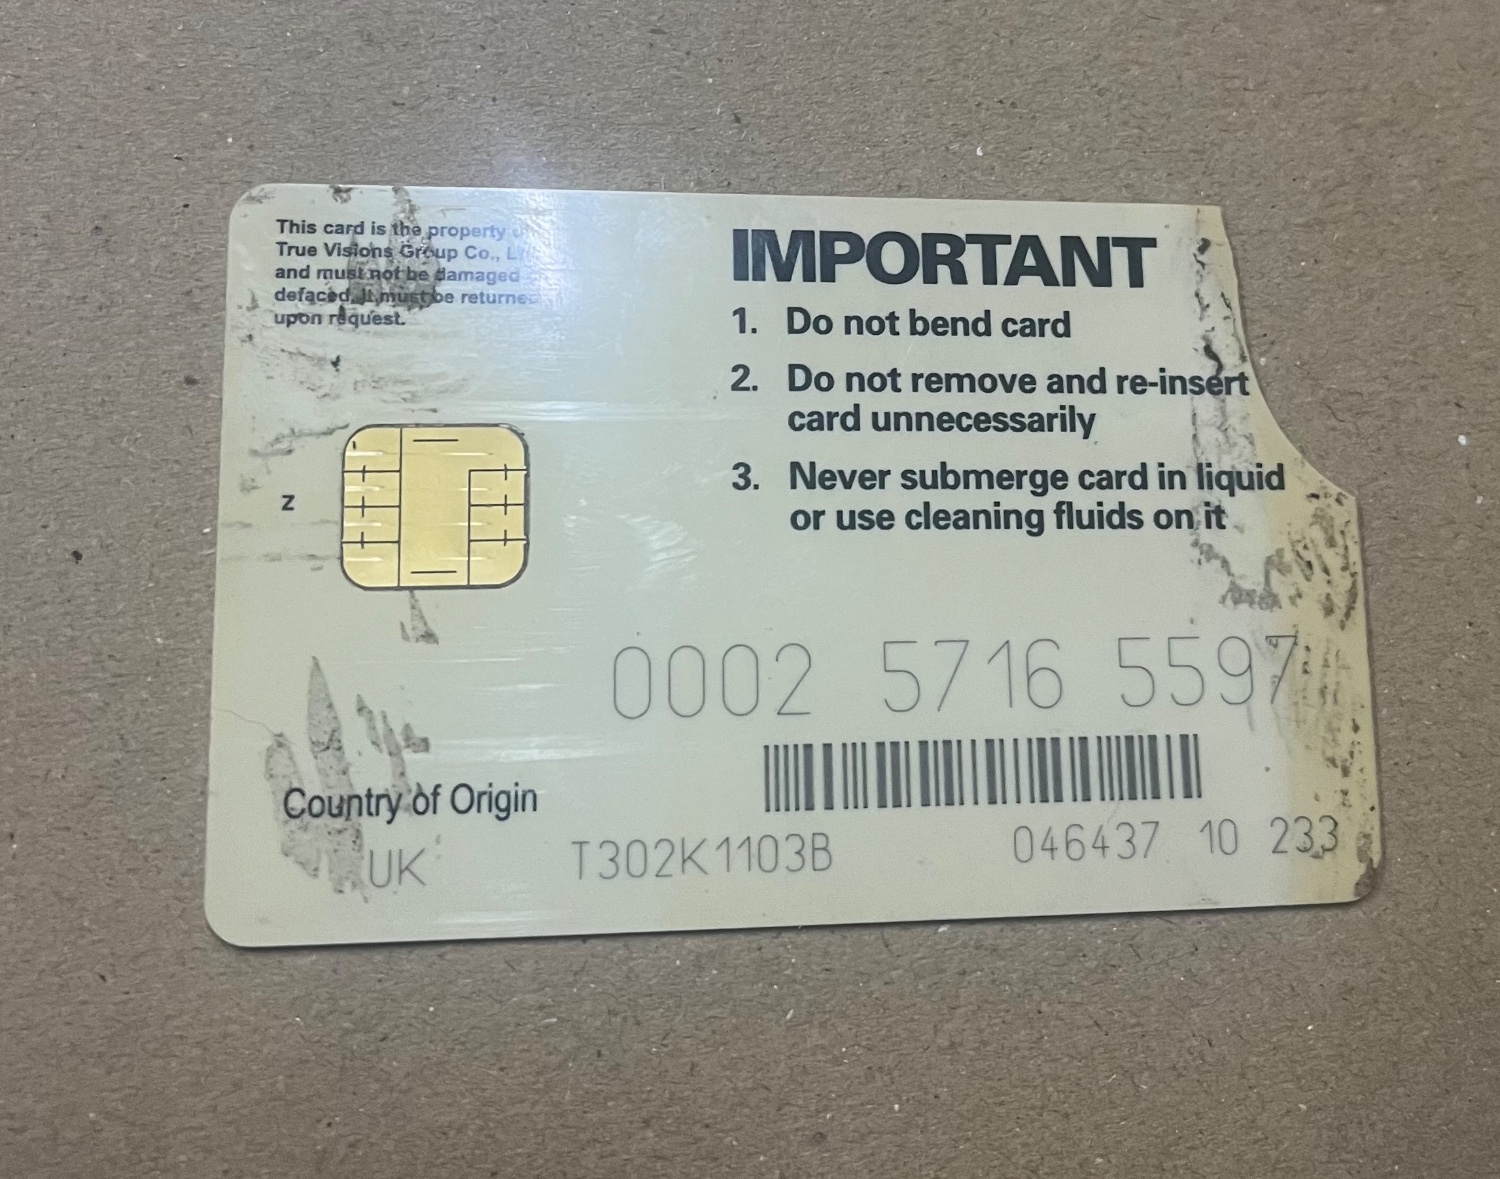 This card is the property
True Visions Group Co.,
and must not be damaged
defaced. It must be returned
upon request.
IMPORTANT
1. Do not bend card
2. Do not remove and re-insert
card unnecessarily
3. Never submerge card in liquid
or use cleaning fluids on it
Z
0002 5716 5597
Country of Origin
UK T302K1103B 046437 10 233